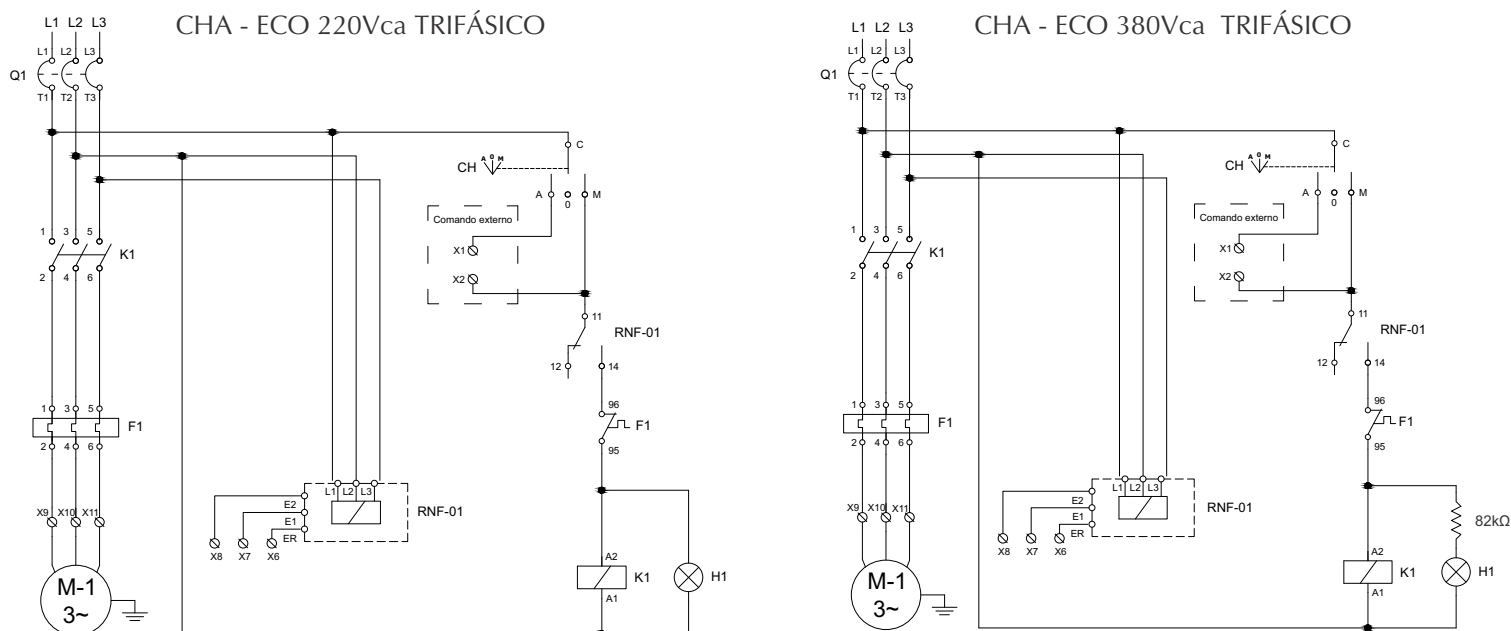 CHA - ECO 220Vca TRIFÁSICO
L1 L2 L3
L1 L2 L3
Q1
T1 T2 T3
C
CH
A 0 M
A 0 M
Comando externo
X1
X2
1 3 5
K1
2 4 6
11
RNF-01
12 14
96
F1
95
1 3 5
F1
2 4 6
L1 L2 L3
E2
E1
ER
RNF-01
X9 X10 X11
X8 X7 X6
A2
K1
A1
H1
M-1
3~
CHA - ECO 380Vca TRIFÁSICO
L1 L2 L3
L1 L2 L3
Q1
T1 T2 T3
C
CH
A 0 M
A 0 M
Comando externo
X1
X2
1 3 5
K1
2 4 6
11
RNF-01
12 14
96
F1
95
1 3 5
F1
2 4 6
L1 L2 L3
E2
E1
ER
RNF-01
X9 X10 X11
X8 X7 X6
82kΩ
A2
K1
A1
H1
M-1
3~